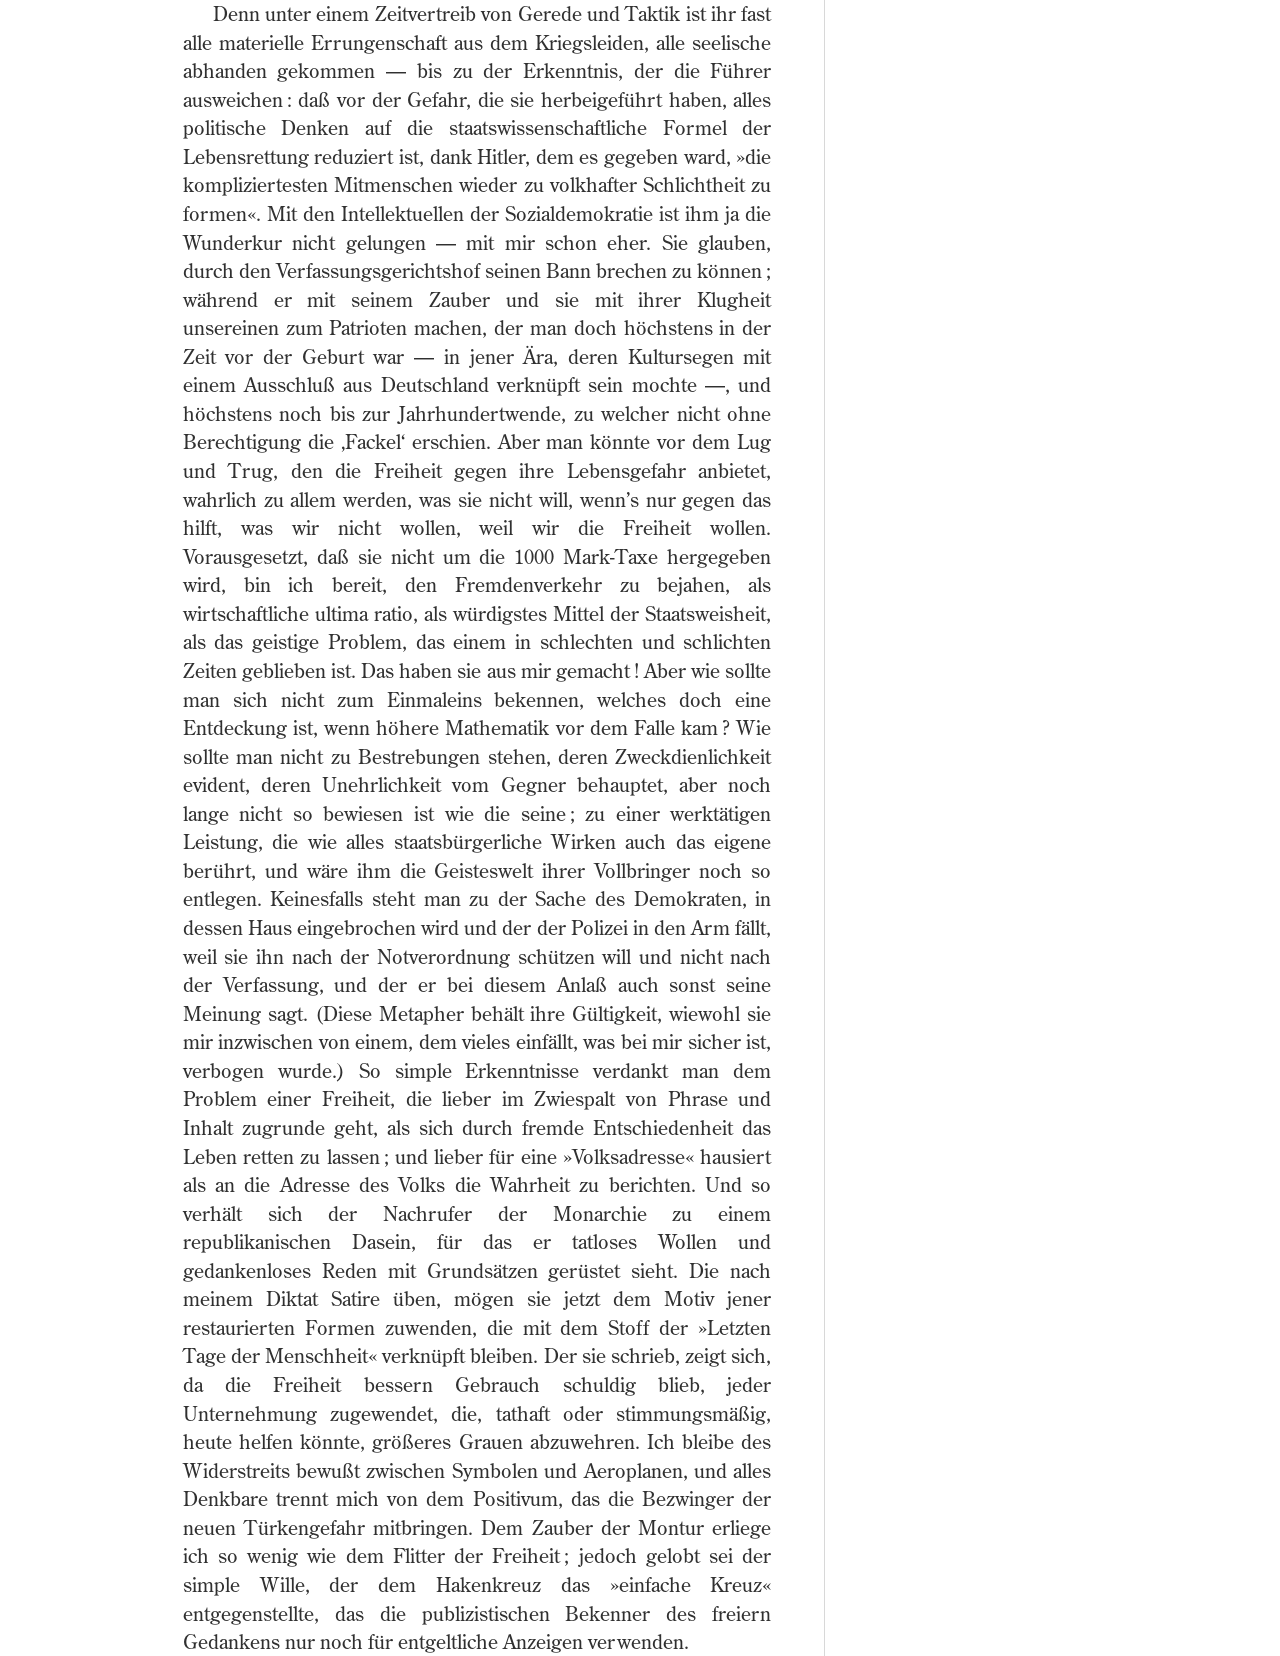 Denn unter einem Zeitvertreib von Gerede und Taktik ist ihr fast
alle materielle Errungenschaft aus dem Kriegsleiden, alle seelische
abhanden gekommen — bis zu der Erkenntnis, der die Führer
ausweichen : daß vor der Gefahr, die sie herbeigeführt haben, alles
politische Denken auf die staatswissenschaftliche Formel der
Lebensrettung reduziert ist, dank Hitler, dem es gegeben ward, »die
kompliziertesten Mitmenschen wieder zu volkhafter Schlichtheit zu
formen«. Mit den Intellektuellen der Sozialdemokratie ist ihm ja die
Wunderkur nicht gelungen — mit mir schon eher. Sie glauben,
durch den Verfassungsgerichtshof seinen Bann brechen zu können ;
während er mit seinem Zauber und sie mit ihrer Klugheit
unsereinen zum Patrioten machen, der man doch höchstens in der
Zeit vor der Geburt war — in jener Ära, deren Kultursegen mit
einem Ausschluß aus Deutschland verknüpft sein mochte —, und
höchstens noch bis zur Jahrhundertwende, zu welcher nicht ohne
Berechtigung die ‚Fackel‘ erschien. Aber man könnte vor dem Lug
und Trug, den die Freiheit gegen ihre Lebensgefahr anbietet,
wahrlich zu allem werden, was sie nicht will, wenn’s nur gegen das
hilft, was wir nicht wollen, weil wir die Freiheit wollen.
Vorausgesetzt, daß sie nicht um die 1000 Mark-Taxe hergegeben
wird, bin ich bereit, den Fremdenverkehr zu bejahen, als
wirtschaftliche ultima ratio, als würdigstes Mittel der Staatsweisheit,
als das geistige Problem, das einem in schlechten und schlichten
Zeiten geblieben ist. Das haben sie aus mir gemacht ! Aber wie sollte
man sich nicht zum Einmaleins bekennen, welches doch eine
Entdeckung ist, wenn höhere Mathematik vor dem Falle kam ? Wie
sollte man nicht zu Bestrebungen stehen, deren Zweckdienlichkeit
evident, deren Unehrlichkeit vom Gegner behauptet, aber noch
lange nicht so bewiesen ist wie die seine ; zu einer werktätigen
Leistung, die wie alles staatsbürgerliche Wirken auch das eigene
berührt, und wäre ihm die Geisteswelt ihrer Vollbringer noch so
entlegen. Keinesfalls steht man zu der Sache des Demokraten, in
dessen Haus eingebrochen wird und der der Polizei in den Arm fällt,
weil sie ihn nach der Notverordnung schützen will und nicht nach
der Verfassung, und der er bei diesem Anlaß auch sonst seine
Meinung sagt. (Diese Metapher behält ihre Gültigkeit, wiewohl sie
mir inzwischen von einem, dem vieles einfällt, was bei mir sicher ist,
verbogen wurde.) So simple Erkenntnisse verdankt man dem
Problem einer Freiheit, die lieber im Zwiespalt von Phrase und
Inhalt zugrunde geht, als sich durch fremde Entschiedenheit das
Leben retten zu lassen ; und lieber für eine »Volksadresse« hausiert
als an die Adresse des Volks die Wahrheit zu berichten. Und so
verhält sich der Nachrufer der Monarchie zu einem
republikanischen Dasein, für das er tatloses Wollen und
gedankenloses Reden mit Grundsätzen gerüstet sieht. Die nach
meinem Diktat Satire üben, mögen sie jetzt dem Motiv jener
restaurierten Formen zuwenden, die mit dem Stoff der »Letzten
Tage der Menschheit« verknüpft bleiben. Der sie schrieb, zeigt sich,
da die Freiheit bessern Gebrauch schuldig blieb, jeder
Unternehmung zugewendet, die, tathaft oder stimmungsmäßig,
heute helfen könnte, größeres Grauen abzuwehren. Ich bleibe des
Widerstreits bewußt zwischen Symbolen und Aeroplanen, und alles
Denkbare trennt mich von dem Positivum, das die Bezwinger der
neuen Türkengefahr mitbringen. Dem Zauber der Montur erliege
ich so wenig wie dem Flitter der Freiheit ; jedoch gelobt sei der
simple Wille, der dem Hakenkreuz das »einfache Kreuz«
entgegenstellte, das die publizistischen Bekenner des freiern
Gedankens nur noch für entgeltliche Anzeigen verwenden.